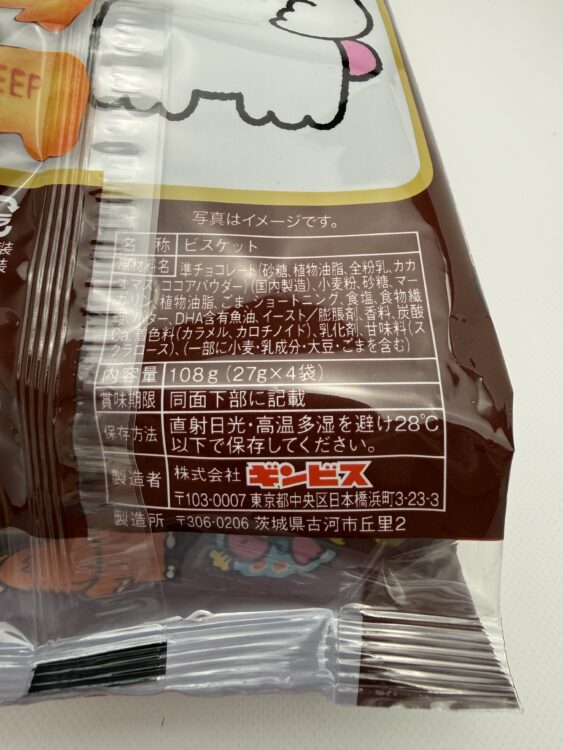 EEP
装
装
写真はイメージです。
名 称 ビスケット
原材料名 準チョコレート(砂糖、植物油脂、全粉乳、カカ
オマス、ココアパウダー)(国内製造)、小麦粉、砂糖、マー
ガリン、植物油脂、ごま、ショートニング、食塩、食物繊
バター、DHA含有魚油、イースト/膨脹剤、香料、炭酸
着色料(カラメル、カロチノイド)、乳化剤、甘味料(ス
クラロース)、(一部に小麦・乳成分・大豆・ごまを含む)
内容量 108g(27g×4袋)
賞味期限 同面下部に記載
保存方法 直射日光・高温多湿を避け28℃
以下で保存してください。
製造者 株式会社 ギンビス
〒103-0007 東京都中央区日本橋浜町3-23-3
製造所 〒306-0206 茨城県古河市丘里2